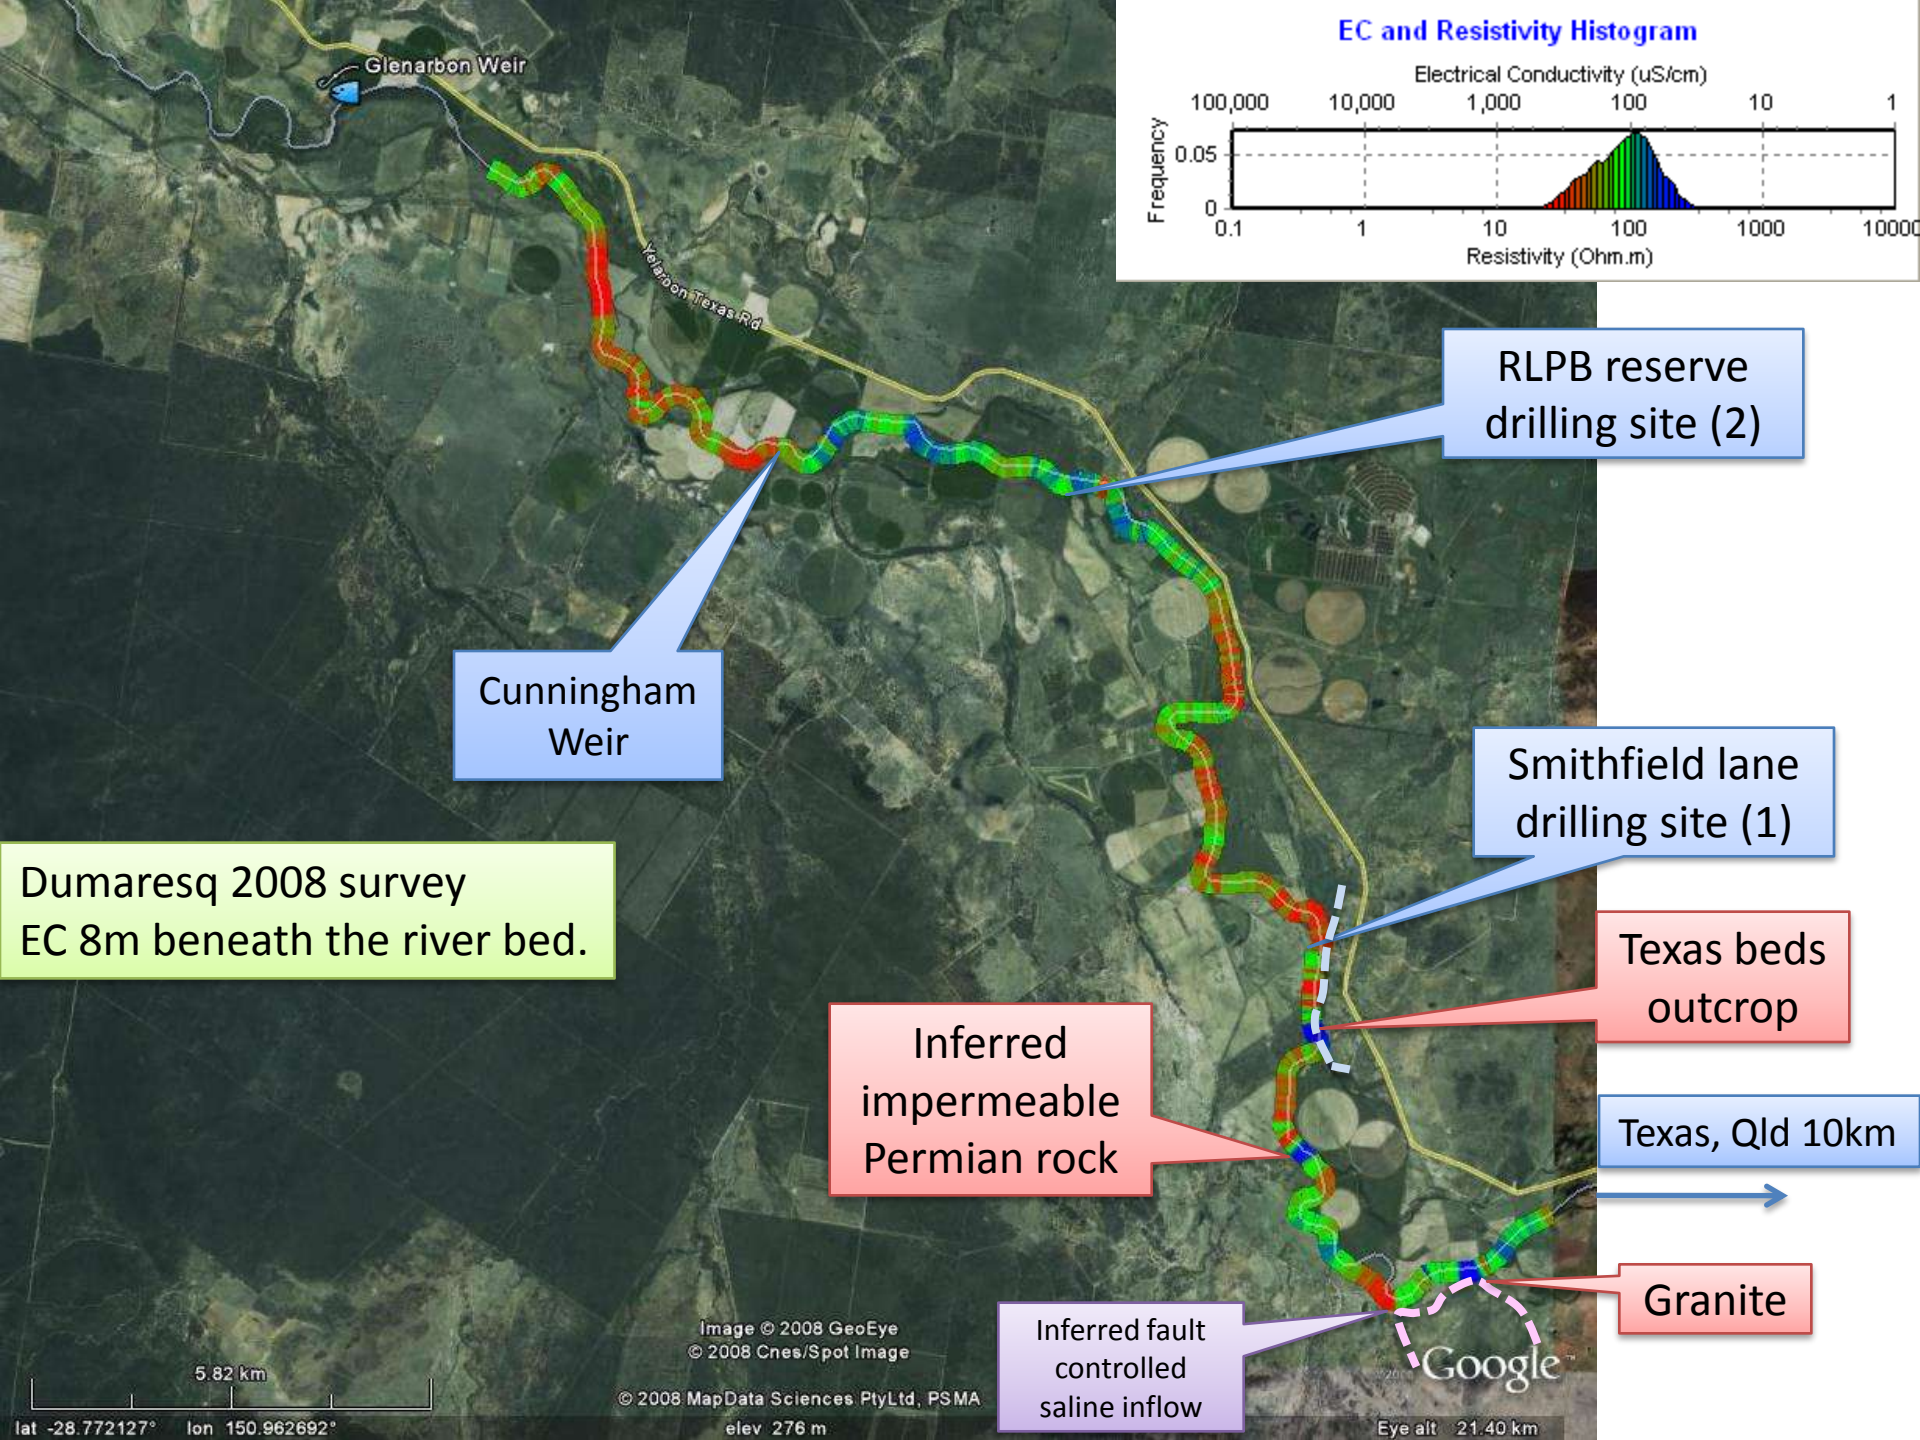 Glenarbon Weir
EC and Resistivity Histogram
Electrical Conductivity (uS/cm)
100,000 10,000 1,000 100 10 1
Frequency
0.05
0
0.1 1 10 100 1000 10000
Resistivity (Ohm.m)
Yelarbon Texas Rd
RLPB reserve
drilling site (2)
Cunningham
Weir
Smithfield lane
drilling site (1)
Dumaresq 2008 survey
EC 8m beneath the river bed.
Texas beds
outcrop
Inferred
impermeable
Permian rock
Texas, Qld 10km
Granite
Inferred fault
controlled
saline inflow
Image © 2008 GeoEye
© 2008 Cnes/Spot Image
© 2008 MapData Sciences PtyLtd, PSMA
© 2008 Google™
5.82 km
lat -28.772127° lon 150.962692° elev 276 m Eye alt 21.40 km